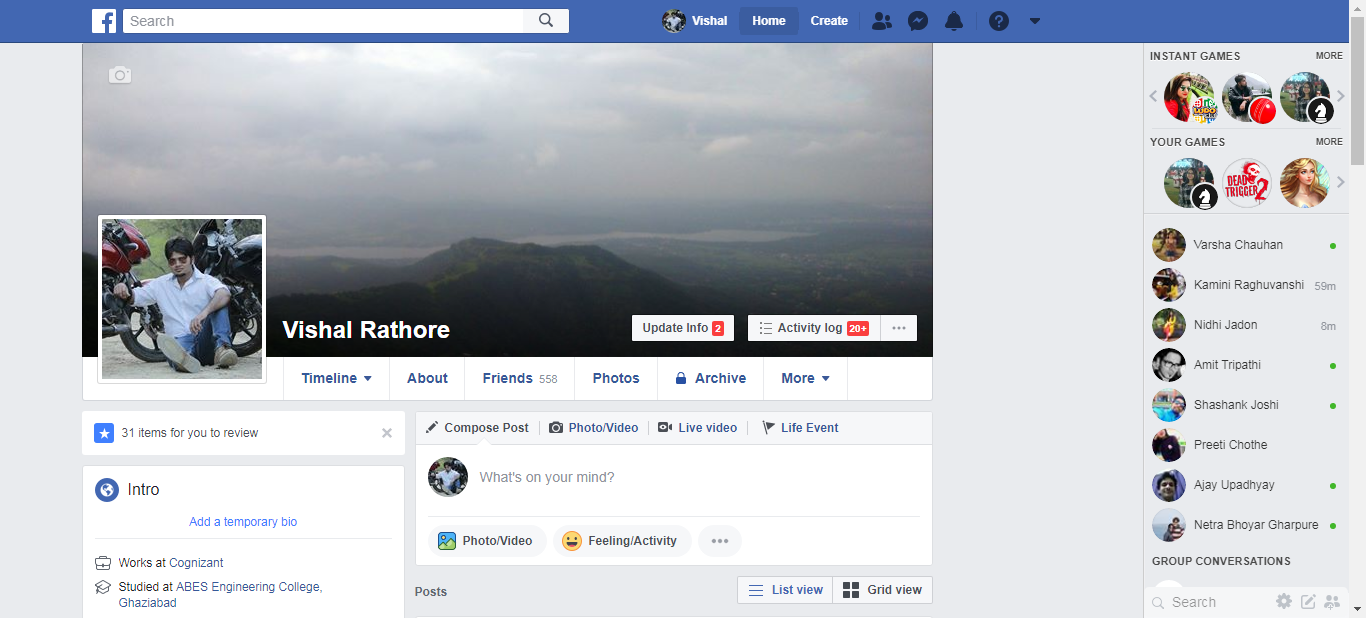 Search
Vishal
Home
Create
INSTANT GAMES
MORE
YOUR GAMES
MORE
DEAD
TRIGGER
2
Vishal Rathore
Update Info 2
Activity log 20+
Timeline
About
Friends 558
Photos
Archive
More
31 items for you to review
Intro
Add a temporary bio
Works at Cognizant
Studied at ABES Engineering College,
Ghaziabad
Compose Post
Photo/Video
Live video
Life Event
What's on your mind?
Photo/Video
Feeling/Activity
Posts
List view
Grid view
Varsha Chauhan
Kamini Raghuvanshi 59m
Nidhi Jadon 8m
Amit Tripathi
Shashank Joshi
Preeti Chothe
Ajay Upadhyay
Netra Bhoyar Gharpure
GROUP CONVERSATIONS
Search